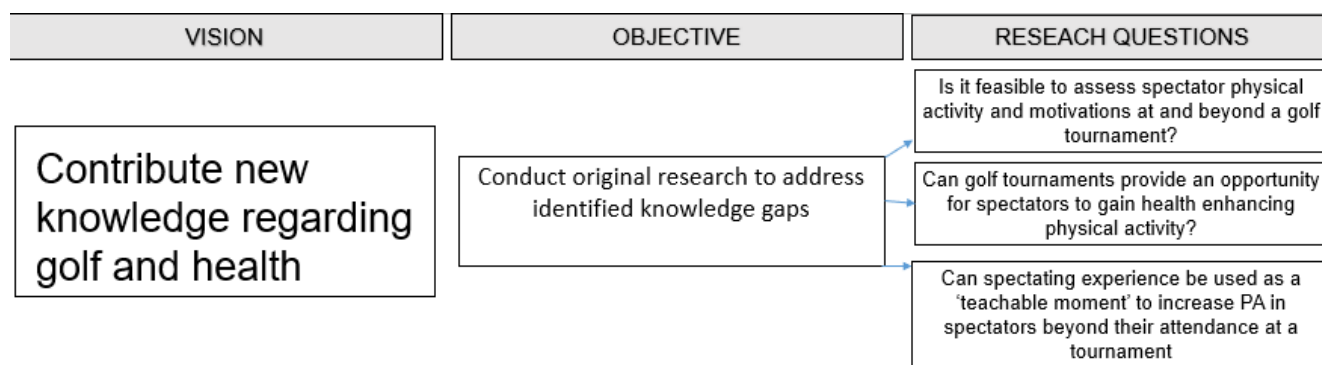 VISION
OBJECTIVE
RESEACH QUESTIONS
Contribute new
knowledge regarding
golf and health
Conduct original research to address
identified knowledge gaps
Is it feasible to assess spectator physical
activity and motivations at and beyond a golf
tournament?
Can golf tournaments provide an opportunity
for spectators to gain health enhancing
physical activity?
Can spectating experience be used as a
‘teachable moment’ to increase PA in
spectators beyond their attendance at a
tournament